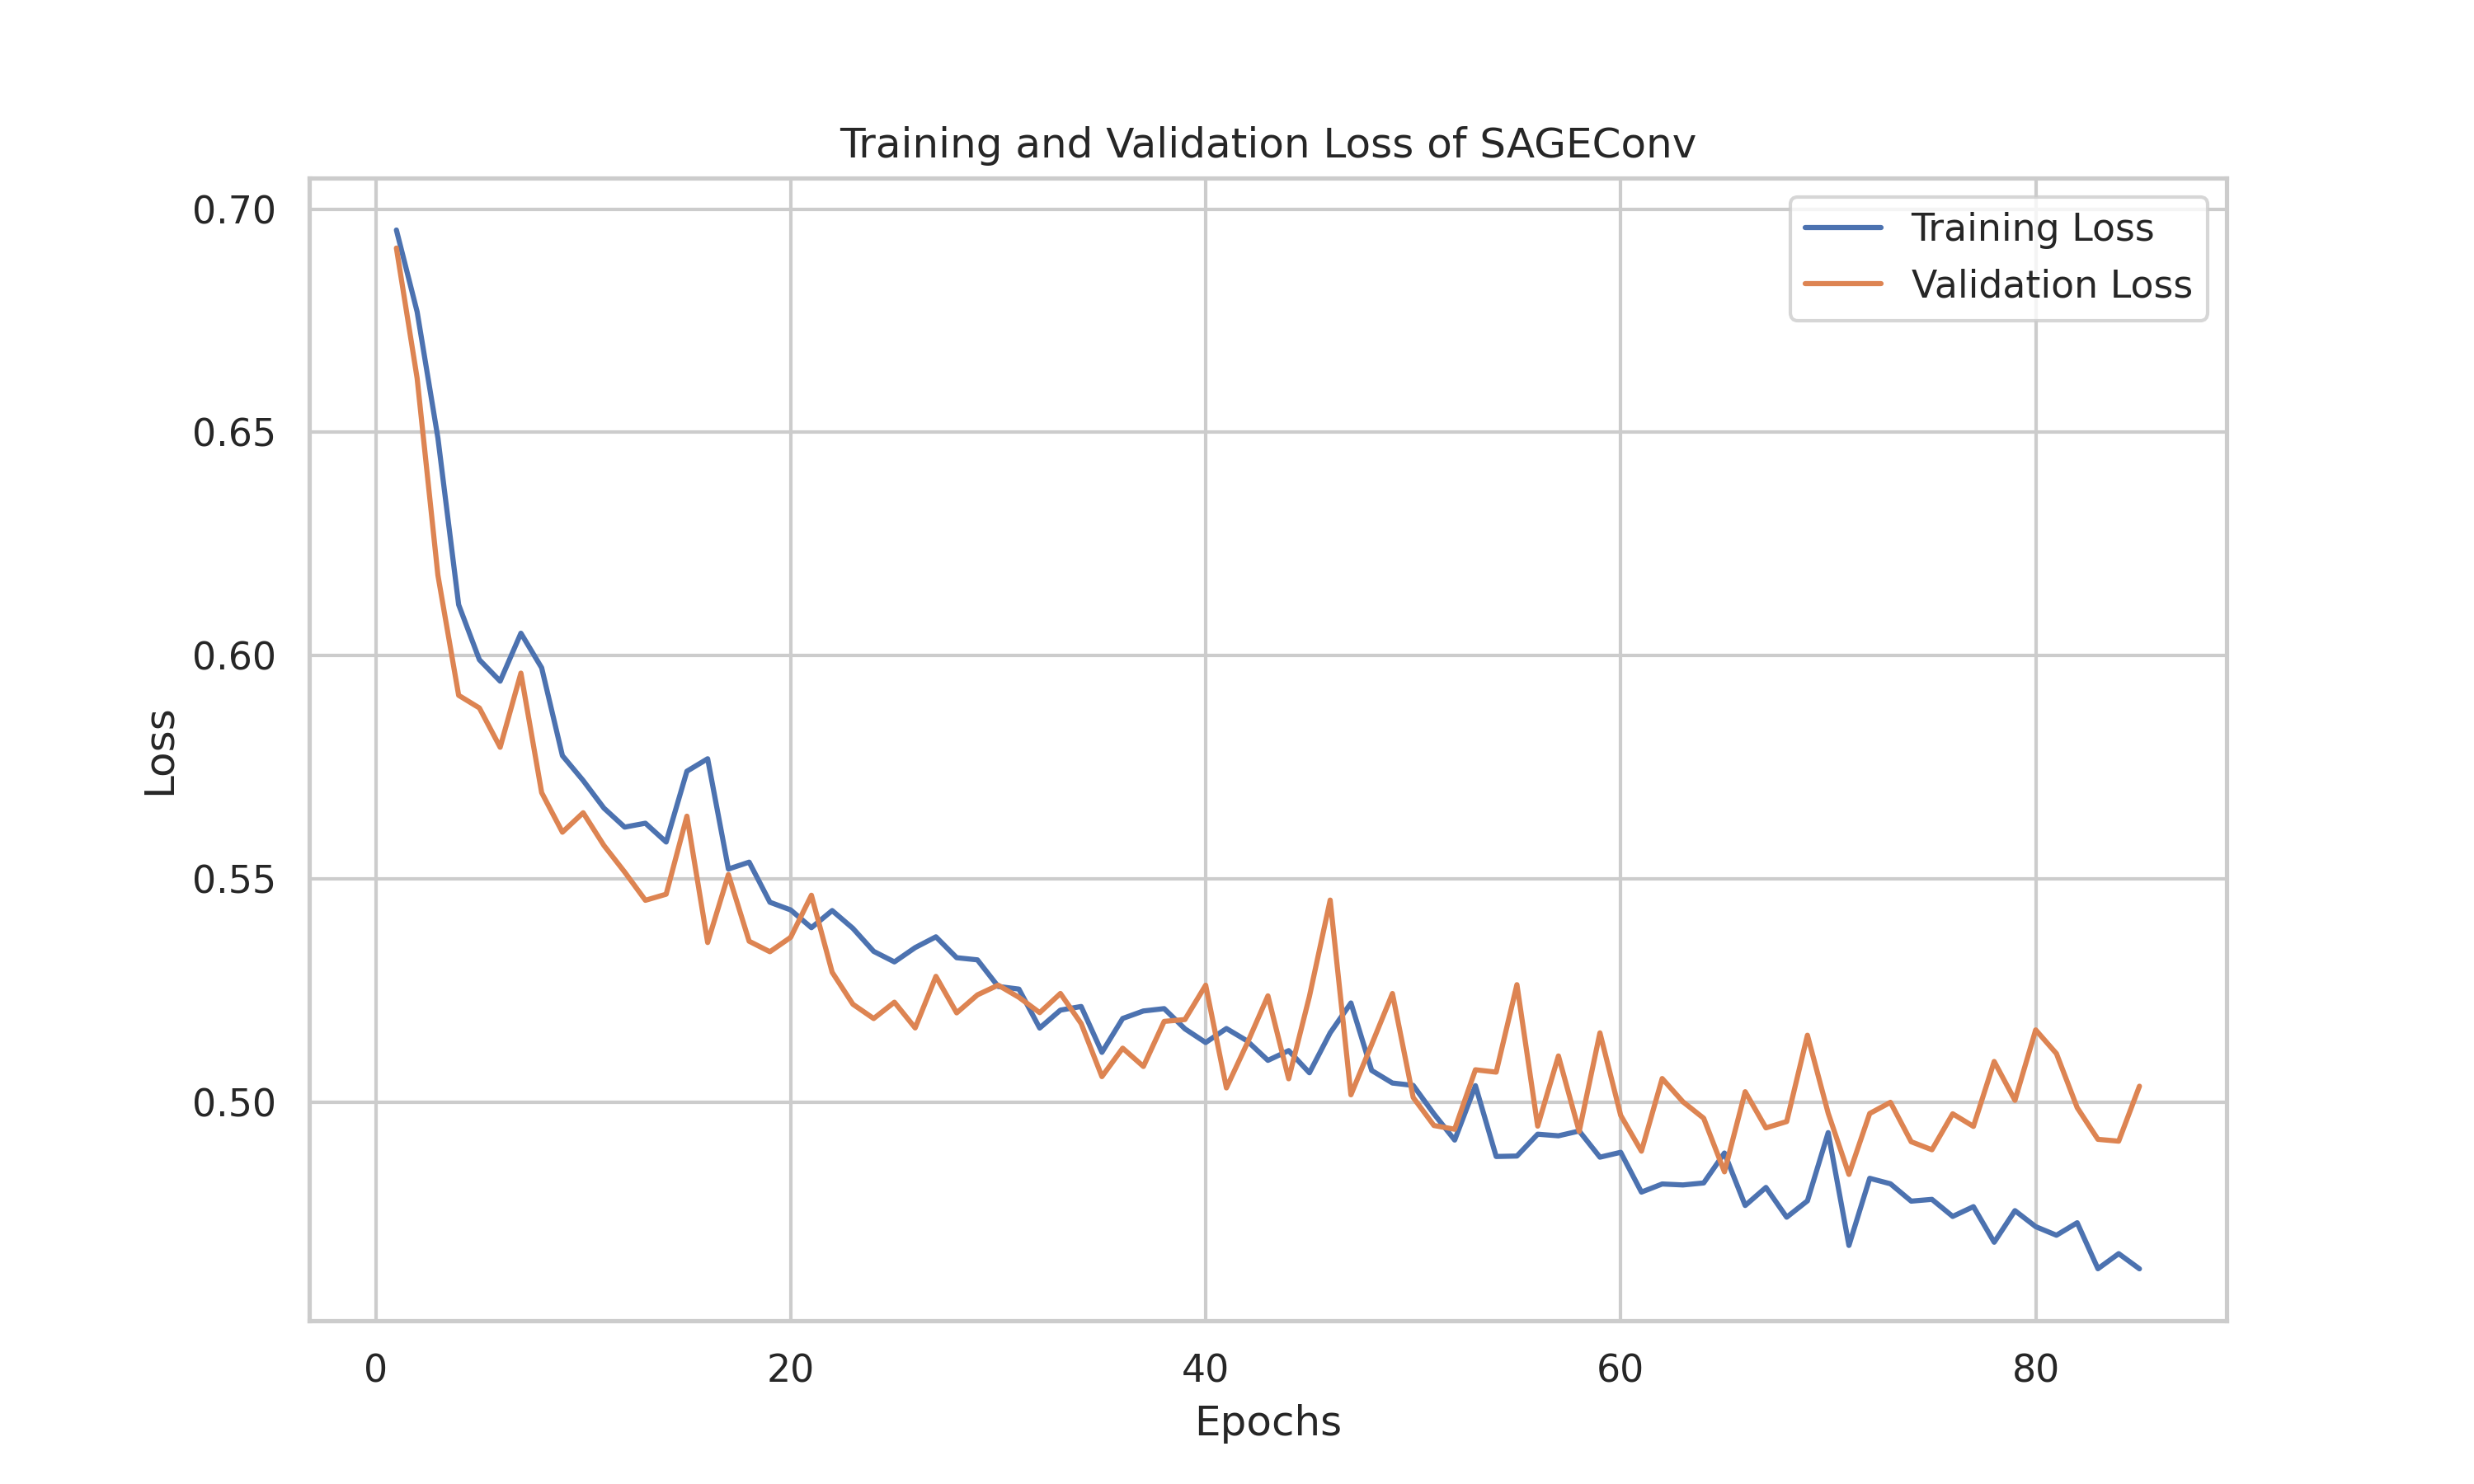 Training and Validation Loss of SAGEConv
Training Loss
Validation Loss
0.70
0.65
0.60
0.55
0.50
Loss
0
20
40
60
80
Epochs